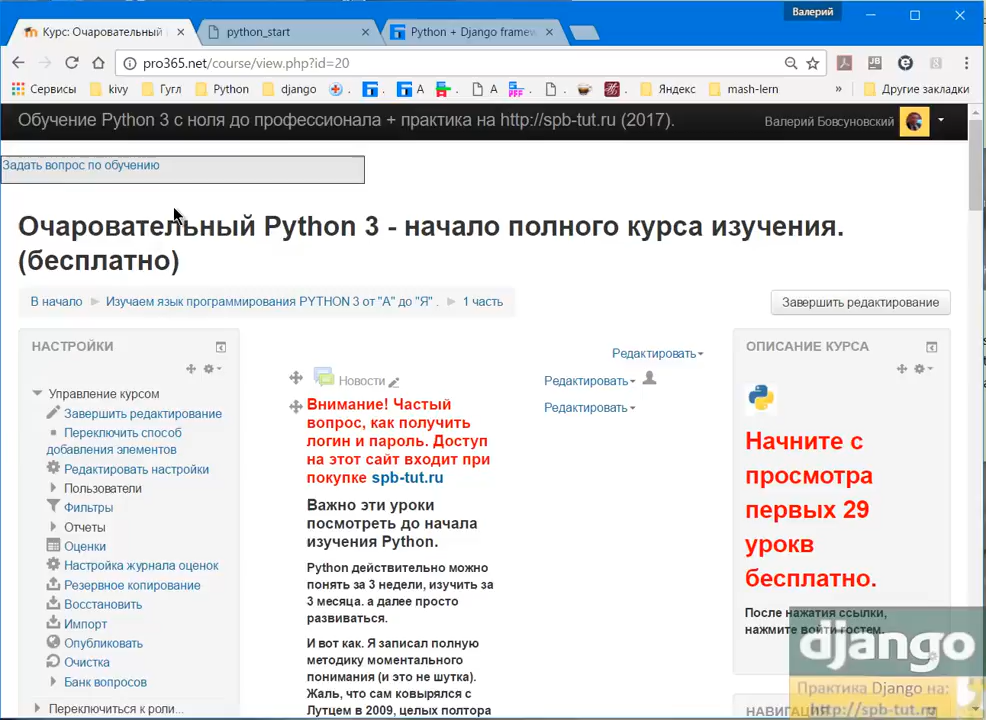 Валерий
Курс: Очаровательный
python_start
Python + Django framew
pro365.net/course/view.php?id=20
Сервисы
kivy
Гугл
Python
django
A
A
Яндекс
mash-lern
»
Другие закладки
Обучение Python 3 с ноля до профессионала + практика на http://spb-tut.ru (2017).
Валерий Бовсуновский
Задать вопрос по обучению
Очаровательный Python 3 - начало полного курса изучения.
(бесплатно)
В начало
Изучаем язык программирования PYTHON 3 от "А" до "Я" .
1 часть
Завершить редактирование
НАСТРОЙКИ
Управление курсом
Завершить редактирование
Переключить способ
добавления элементов
Редактировать настройки
Пользователи
Фильтры
Отчеты
Оценки
Настройка журнала оценок
Резервное копирование
Восстановить
Импорт
Опубликовать
Очистка
Банк вопросов
Переключиться к роли...
Редактировать
Новости
Редактировать
Редактировать
Внимание! Частый
вопрос, как получить
логин и пароль. Доступ
на этот сайт входит при
покупке spb-tut.ru
Важно эти уроки
посмотреть до начала
изучения Python.
Python действительно можно
понять за 3 недели, изучить за
3 месяца. а далее просто
развиваться.
И вот как. Я записал полную
методику моментального
понимания (и это не шутка).
Жаль, что сам ковырялся с
Лутцем в 2009, целых полтора
ОПИСАНИЕ КУРСА
Начните с
просмотра
первых 29
урокв
бесплатно.
После нажатия ссылки,
нажмите войти гостем.
django
Практика Django на:
http://spb-tut.ru